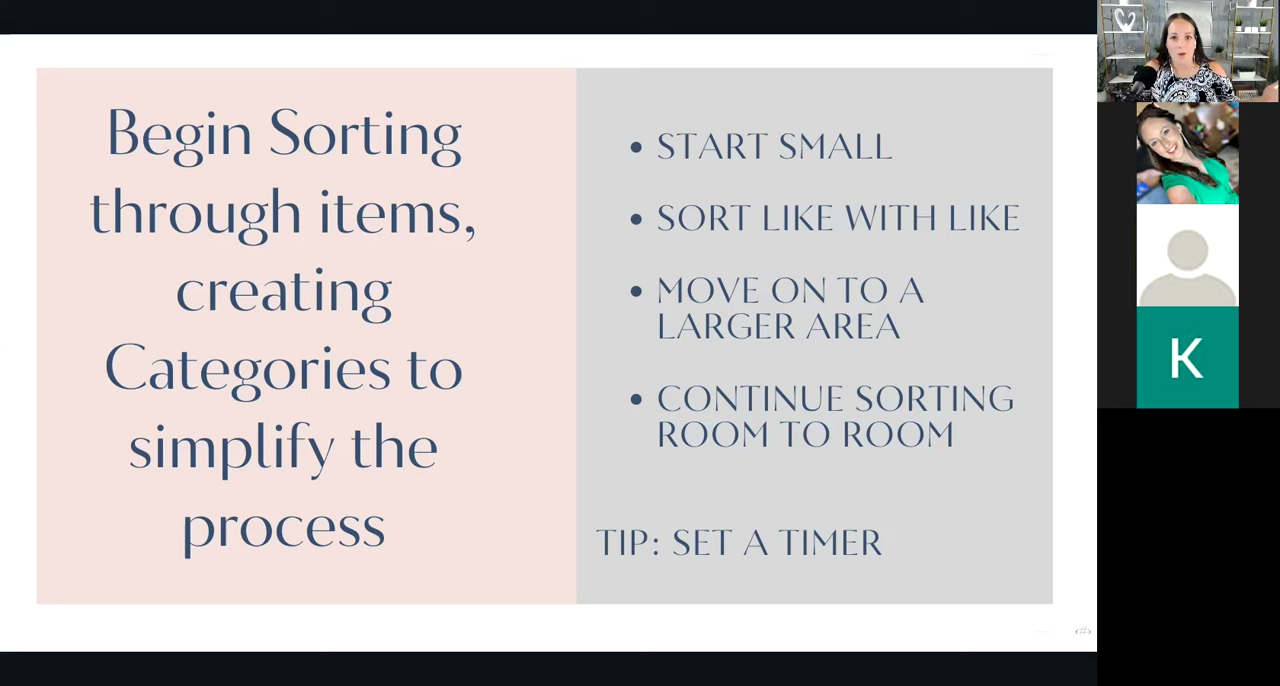 Begin Sorting
through items,
creating
Categories to
simplify the
process
• START SMALL
• SORT LIKE WITH LIKE
• MOVE ON TO A
LARGER AREA
• CONTINUE SORTING
ROOM TO ROOM
TIP: SET A TIMER
‹#›
K